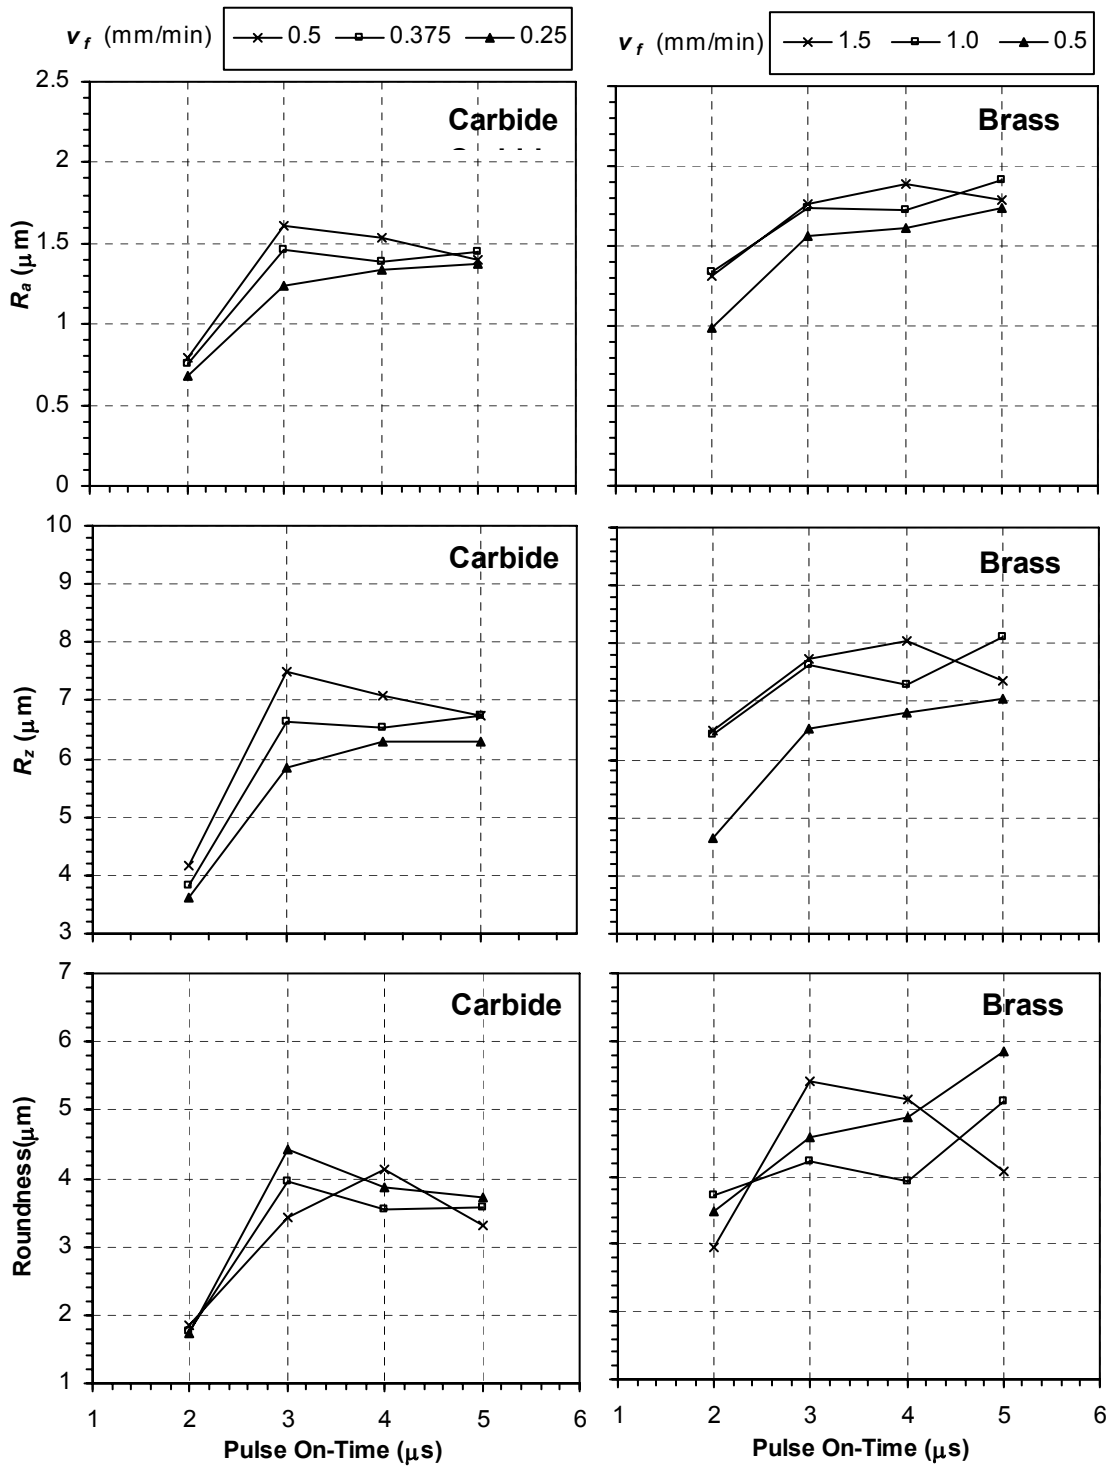 v f (mm/min) 0.5 0.375 0.25
v f (mm/min) 1.5 1.0 0.5
Carbide
Ra (μm)
2.5
2
1.5
1
0.5
0
Brass
Carbide
Rz (μm)
10
9
8
7
6
5
4
3
Brass
Carbide
Roundness(μm)
7
6
5
4
3
2
1
1 2 3 4 5 6
Pulse On-Time (μs)
Brass
1 2 3 4 5 6
Pulse On-Time (μs)